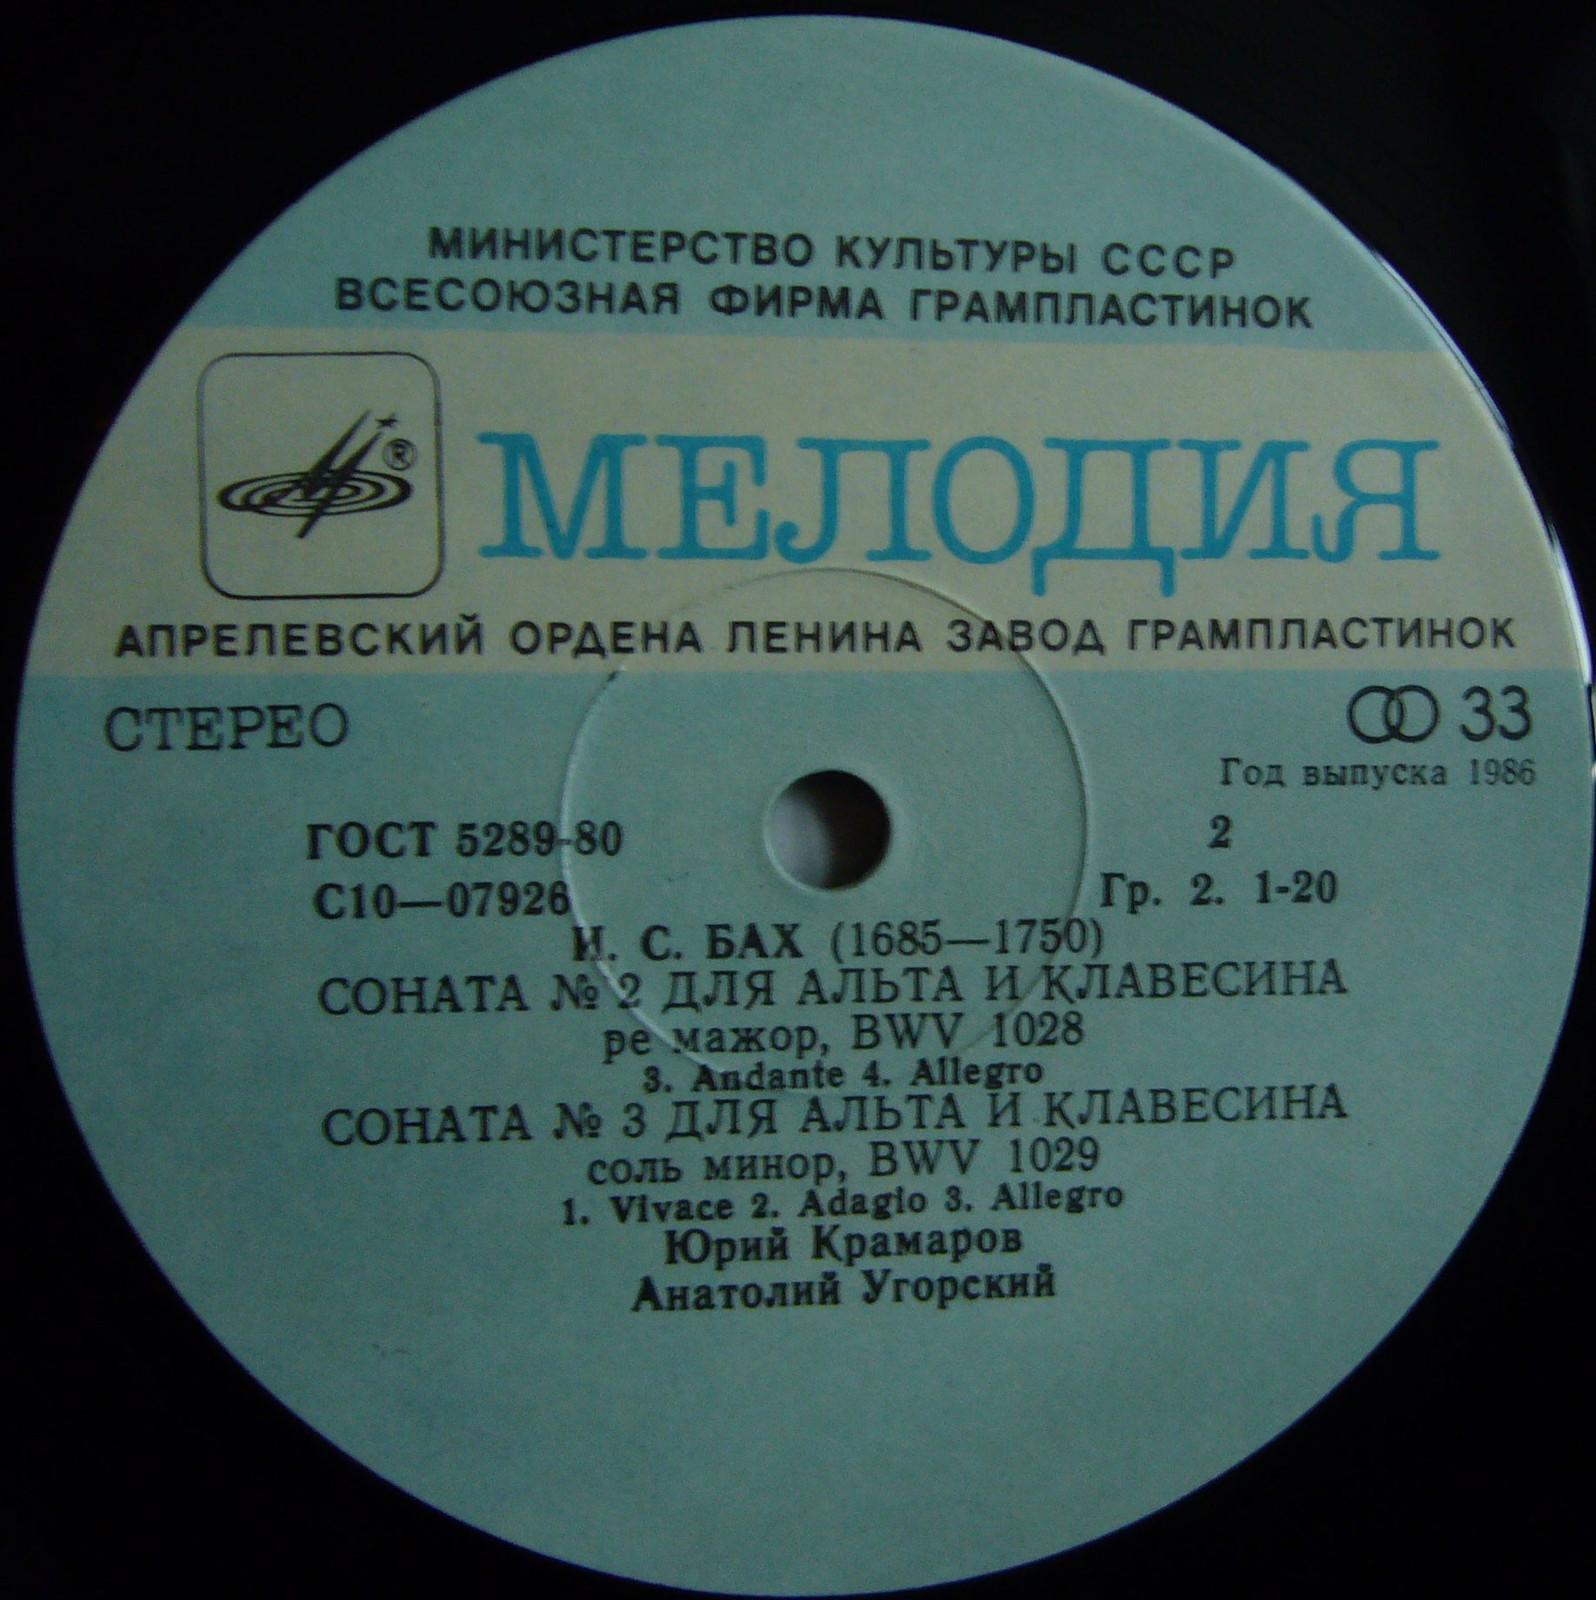 МИНИСТЕРСТВО КУЛЬТУРЫ СССР
ВСЕСОЮЗНАЯ ФИРМА ГРАМПЛАСТИНОК
®
МЕЛОДИЯ
АПРЕЛЕВСКИЙ ОРДЕНА ЛЕНИНА ЗАВОД ГРАМПЛАСТИНОК
СТЕРЕО 33
Год выпуска 1986
ГОСТ 5289-80 2
С10—07926 Гр. 2. 1-20
И. С. БАХ (1685—1750)
СОНАТА № 2 ДЛЯ АЛЬТА И КЛАВЕСИНА
ре мажор, BWV 1028
3. Andante 4. Allegro
СОНАТА № 3 ДЛЯ АЛЬТА И КЛАВЕСИНА
соль минор, BWV 1029
1. Vivace 2. Adagio 3. Allegro
Юрий Крамаров
Анатолий Угорский